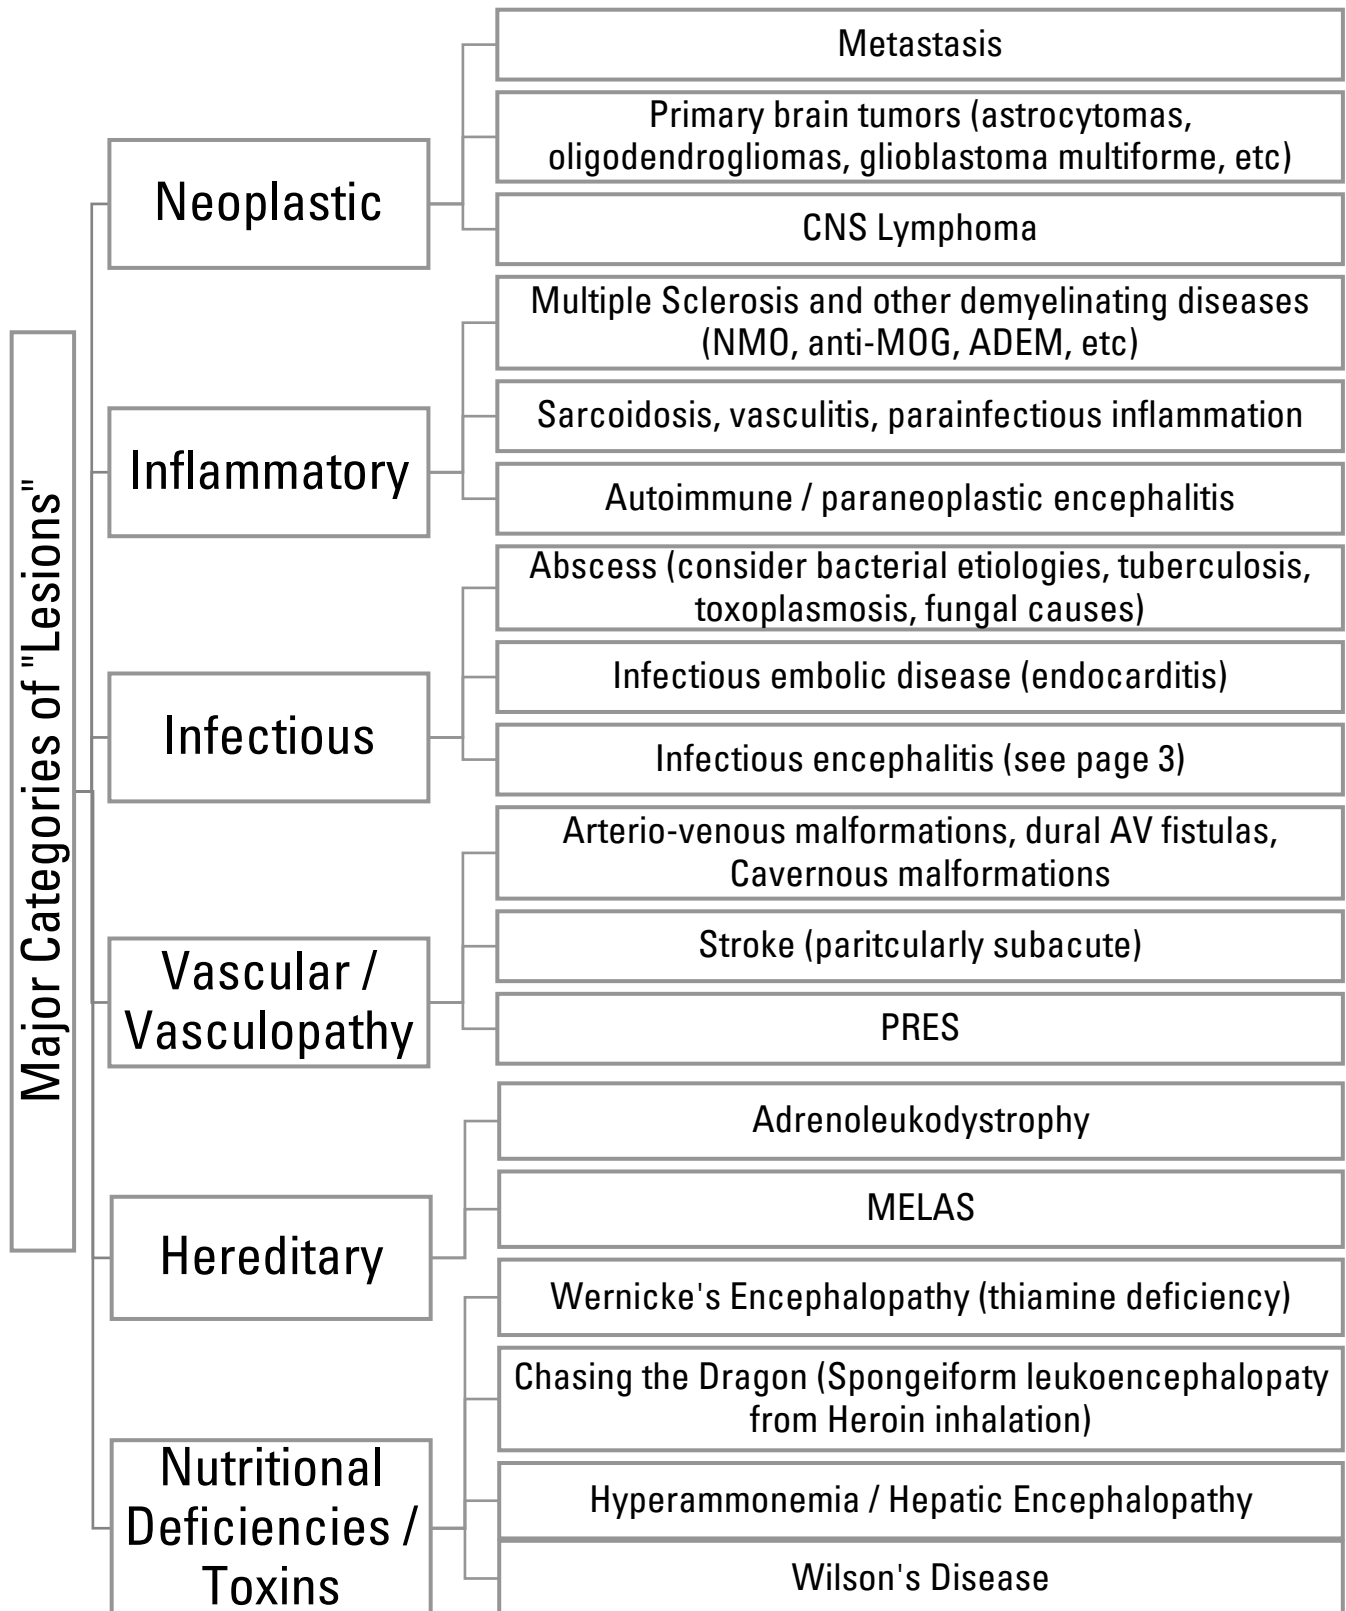 Major Categories of "Lesions"
Neoplastic
Metastasis
Primary brain tumors (astrocytomas,
oligodendrogliomas, glioblastoma multiforme, etc)
CNS Lymphoma
Inflammatory
Multiple Sclerosis and other demyelinating diseases
(NMO, anti-MOG, ADEM, etc)
Sarcoidosis, vasculitis, parainfectious inflammation
Autoimmune / paraneoplastic encephalitis
Infectious
Abscess (consider bacterial etiologies, tuberculosis,
toxoplasmosis, fungal causes)
Infectious embolic disease (endocarditis)
Infectious encephalitis (see page 3)
Vascular /
Vasculopathy
Arterio-venous malformations, dural AV fistulas,
Cavernous malformations
Stroke (paritcularly subacute)
PRES
Hereditary
Adrenoleukodystrophy
MELAS
Nutritional
Deficiencies /
Toxins
Wernicke's Encephalopathy (thiamine deficiency)
Chasing the Dragon (Spongeiform leukoencephalopaty
from Heroin inhalation)
Hyperammonemia / Hepatic Encephalopathy
Wilson's Disease